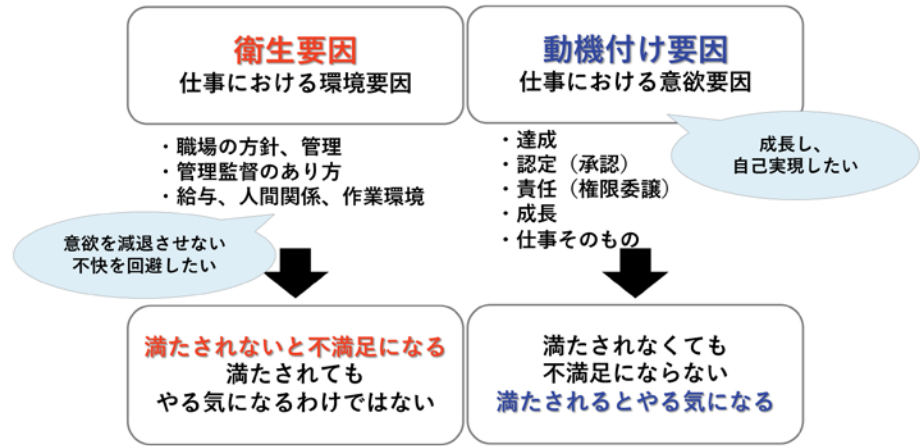 衛生要因
仕事における環境要因
・職場の方針、管理
・管理監督のあり方
・給与、人間関係、作業環境
意欲を減退させない
不快を回避したい
満たされないと不満足になる
満たされても
やる気になるわけではない
動機付け要因
仕事における意欲要因
・達成
・認定（承認）
・責任（権限委譲）
・成長
・仕事そのもの
成長し、
自己実現したい
満たされなくても
不満足にならない
満たされるとやる気になる